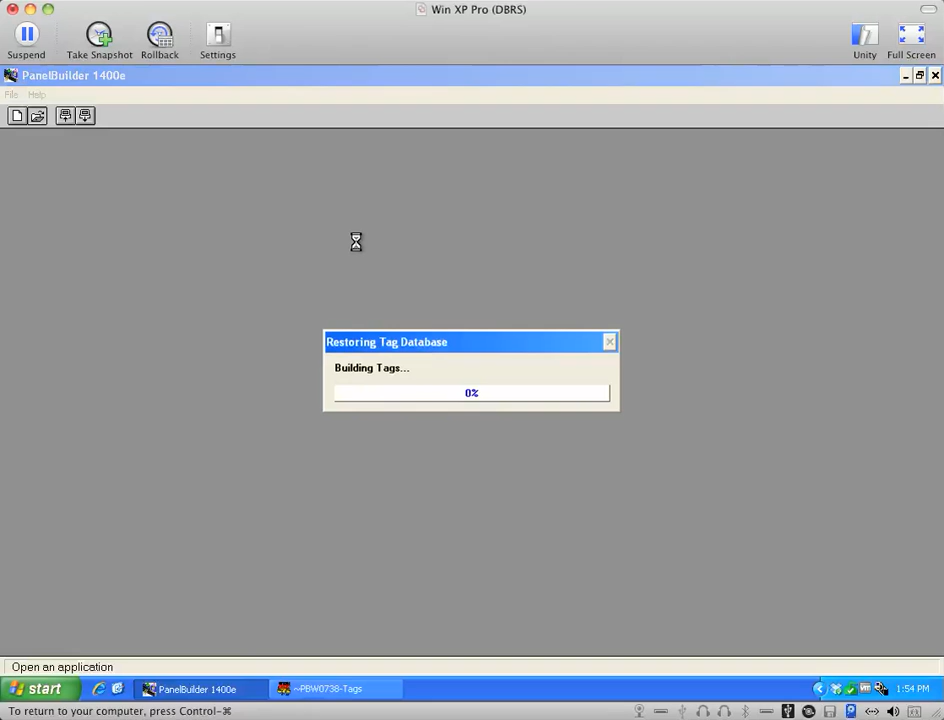 Win XP Pro (DBRS)
Suspend
Take Snapshot
Rollback
Settings
Unity
Full Screen
PanelBuilder 1400e
File Help
Restoring Tag Database
Building Tags...
0%
Open an application
start
PanelBuilder 1400e
~PBW0738-Tags
1:54 PM
To return to your computer, press Control-⌘